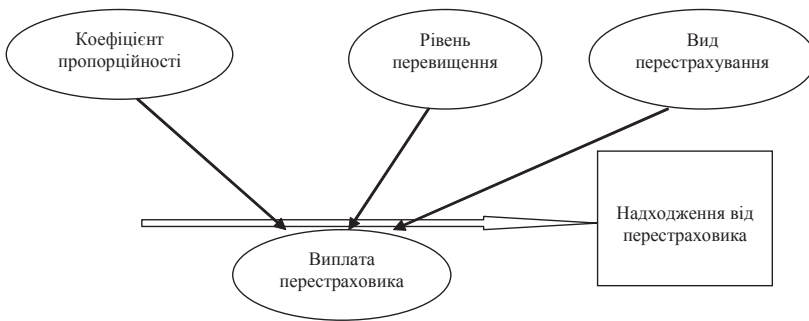 Коефіцієнт
пропорційності
Рівень
перевищення
Вид
перестрахування
Надходження від
перестраховика
Виплата
перестраховика